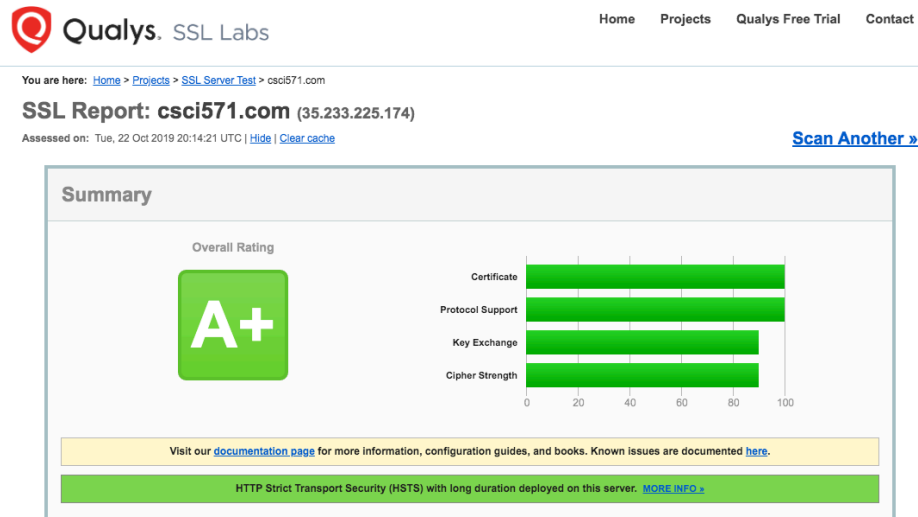 Qualys. SSL Labs
Home Projects Qualys Free Trial Contact
You are here: Home > Projects > SSL Server Test > csci571.com
SSL Report: csci571.com (35.233.225.174)
Assessed on: Tue, 22 Oct 2019 20:14:21 UTC | Hide | Clear cache
Scan Another »
Summary
Overall Rating
A+
Certificate
Protocol Support
Key Exchange
Cipher Strength
0 20 40 60 80 100
Visit our documentation page for more information, configuration guides, and books. Known issues are documented here.
HTTP Strict Transport Security (HSTS) with long duration deployed on this server. MORE INFO »